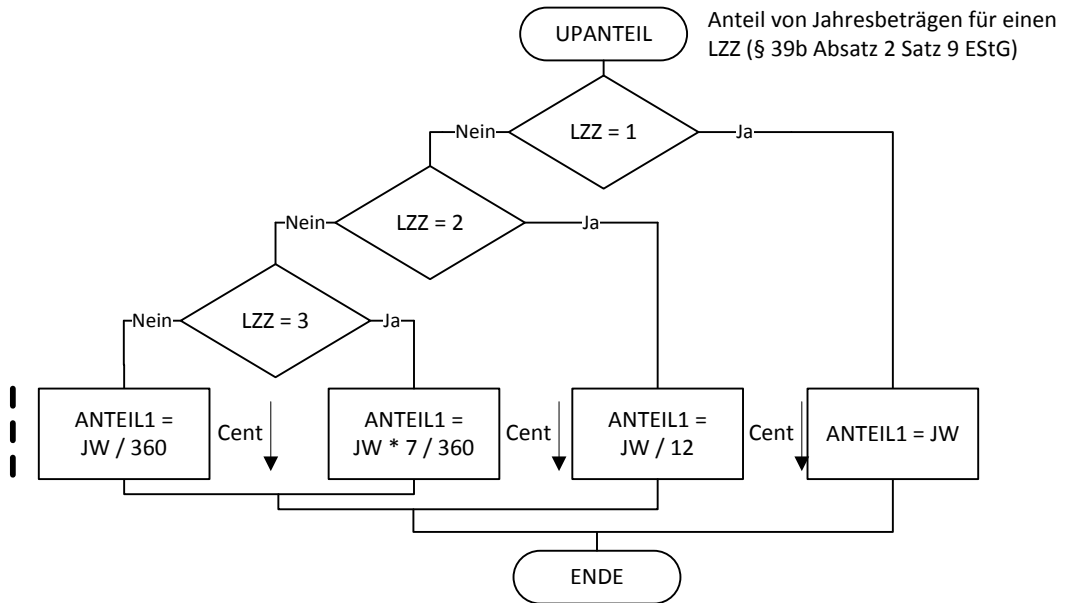 UPANTEIL
Anteil von Jahresbeträgen für einen
LZZ (§ 39b Absatz 2 Satz 9 EStG)
Nein
LZZ = 1
Ja
Nein
LZZ = 2
Ja
Nein
LZZ = 3
Ja
ANTEIL1 =
JW / 360
Cent
ANTEIL1 =
JW * 7 / 360
Cent
ANTEIL1 =
JW / 12
Cent
ANTEIL1 = JW
ENDE